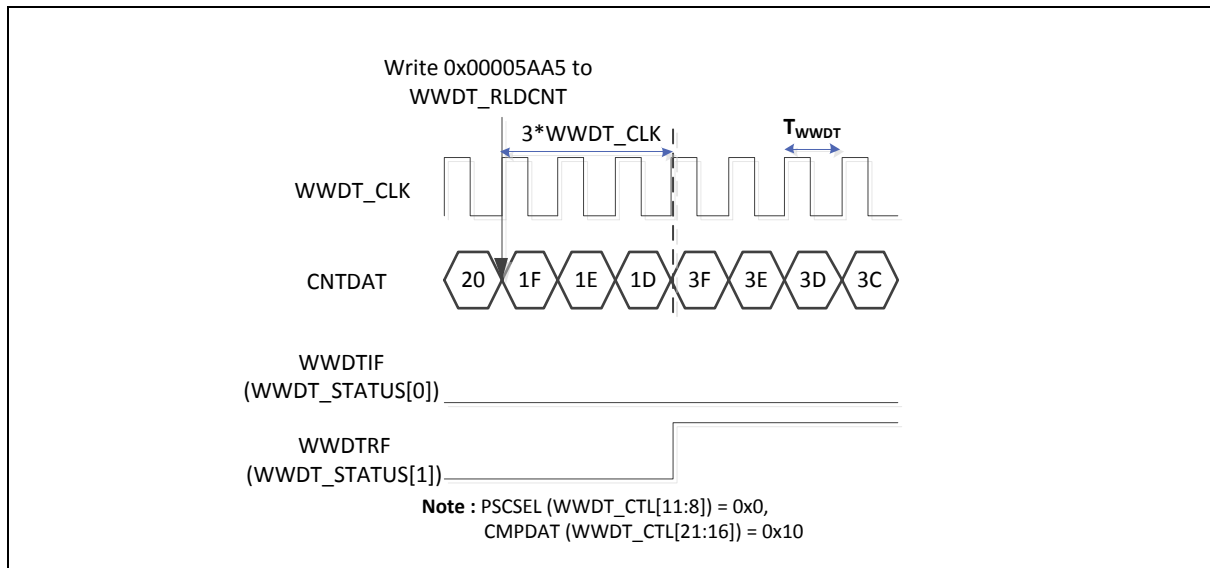 Write 0x00005AA5 to
WWDT_RLDCNT
3*WWDT_CLK
TWWDT
WWDT_CLK
CNTDAT
20 1F 1E 1D 3F 3E 3D 3C
WWDTIF
(WWDT_STATUS[0])
WWDTRF
(WWDT_STATUS[1])
Note : PSCSEL (WWDT_CTL[11:8]) = 0x0,
CMPDAT (WWDT_CTL[21:16]) = 0x10